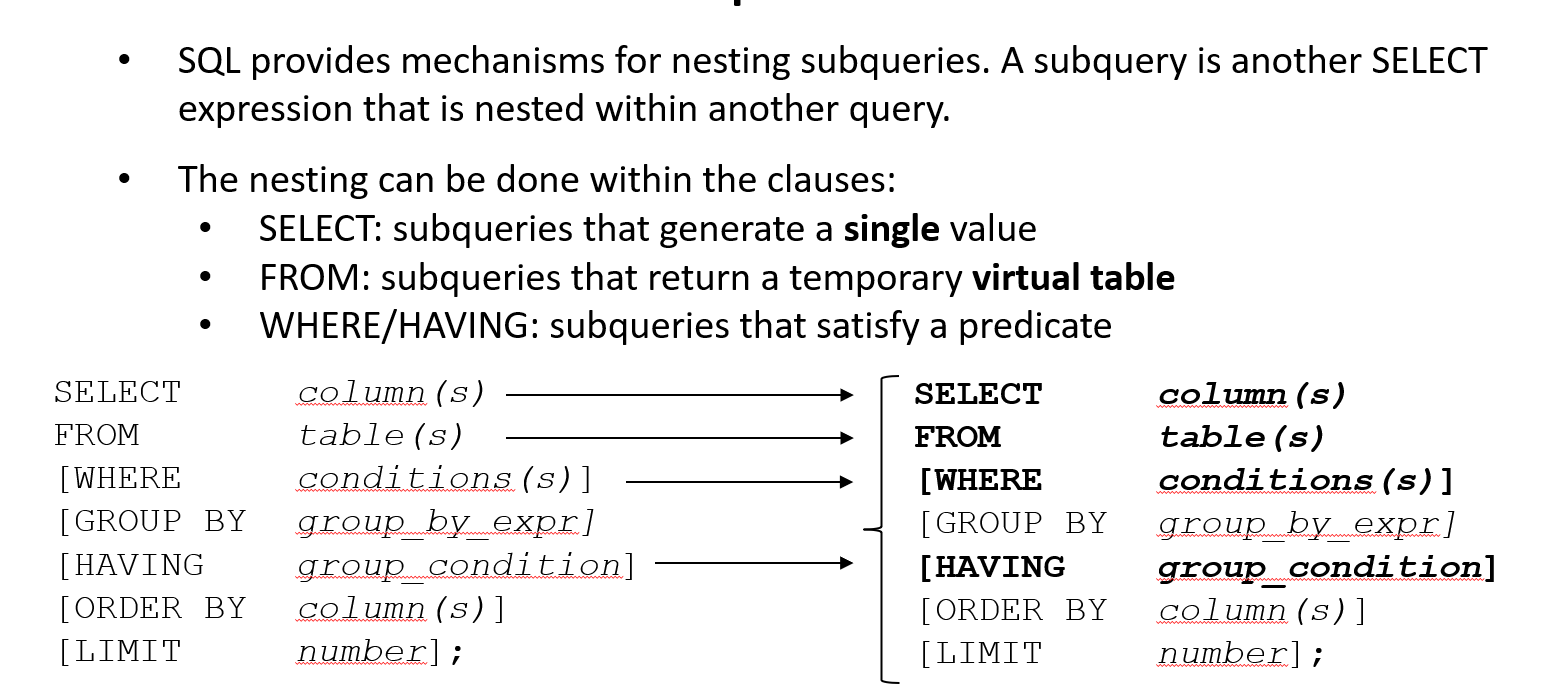 • SQL provides mechanisms for nesting subqueries. A subquery is another SELECT
expression that is nested within another query.
• The nesting can be done within the clauses:
• SELECT: subqueries that generate a single value
• FROM: subqueries that return a temporary virtual table
• WHERE/HAVING: subqueries that satisfy a predicate
SELECT column(s)
FROM table(s)
[WHERE conditions(s)]
[GROUP BY group_by_expr]
[HAVING group_condition]
[ORDER BY column(s)]
[LIMIT number];
SELECT column(s)
FROM table(s)
[WHERE conditions(s)]
[GROUP BY group_by_expr]
[HAVING group_condition]
[ORDER BY column(s)]
[LIMIT number];